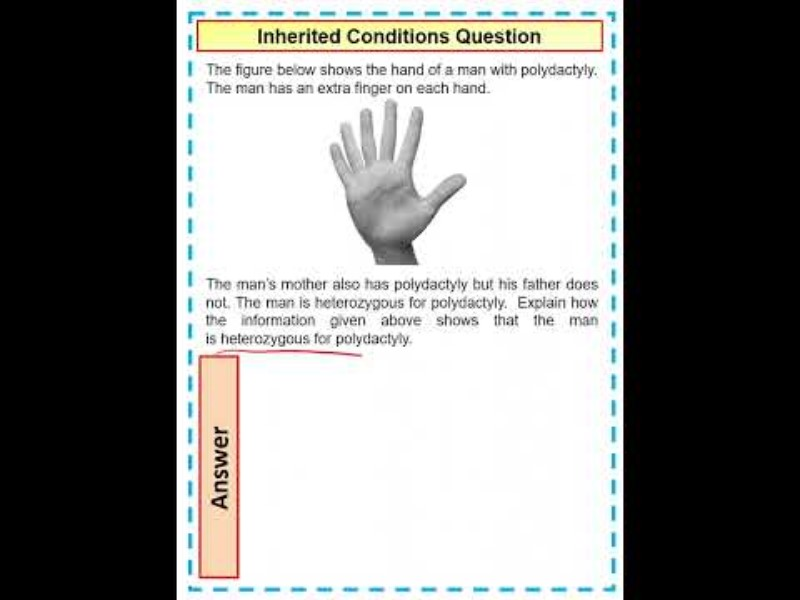 Inherited Conditions Question
The figure below shows the hand of a man with polydactyly.
The man has an extra finger on each hand.
The man's mother also has polydactyly but his father does
not. The man is heterozygous for polydactyly. Explain how
the information given above shows that the man
is heterozygous for polydactyly.
Answer